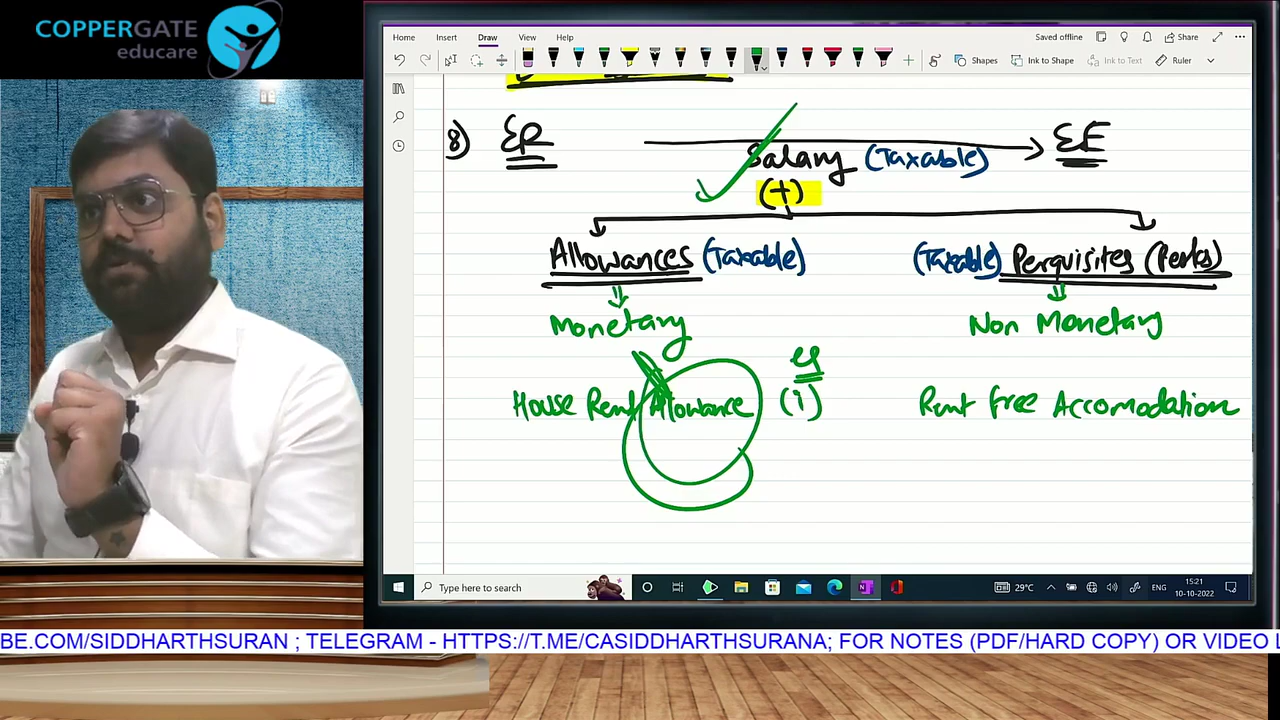 COPPERGATE
educare
Home Insert Draw View Help
Saved offline
Share
Shapes
Ink to Shape
Ink to Text
Ruler
8) ER
EE
Salary (Taxable)
(+)
Allowances (Taxable)
(Taxable) Perquisites (Perks)
Monetary
Non Monetary
eg
House Rent Allowance
(i)
Rent free Accomodation
Type here to search
29°C
ENG
15:21
10-10-2022
BE.COM/SIDDHARTHSURAN ; TELEGRAM - HTTPS://T.ME/CASIDDHARTHSURANA; FOR NOTES (PDF/HARD COPY) OR VIDEO L